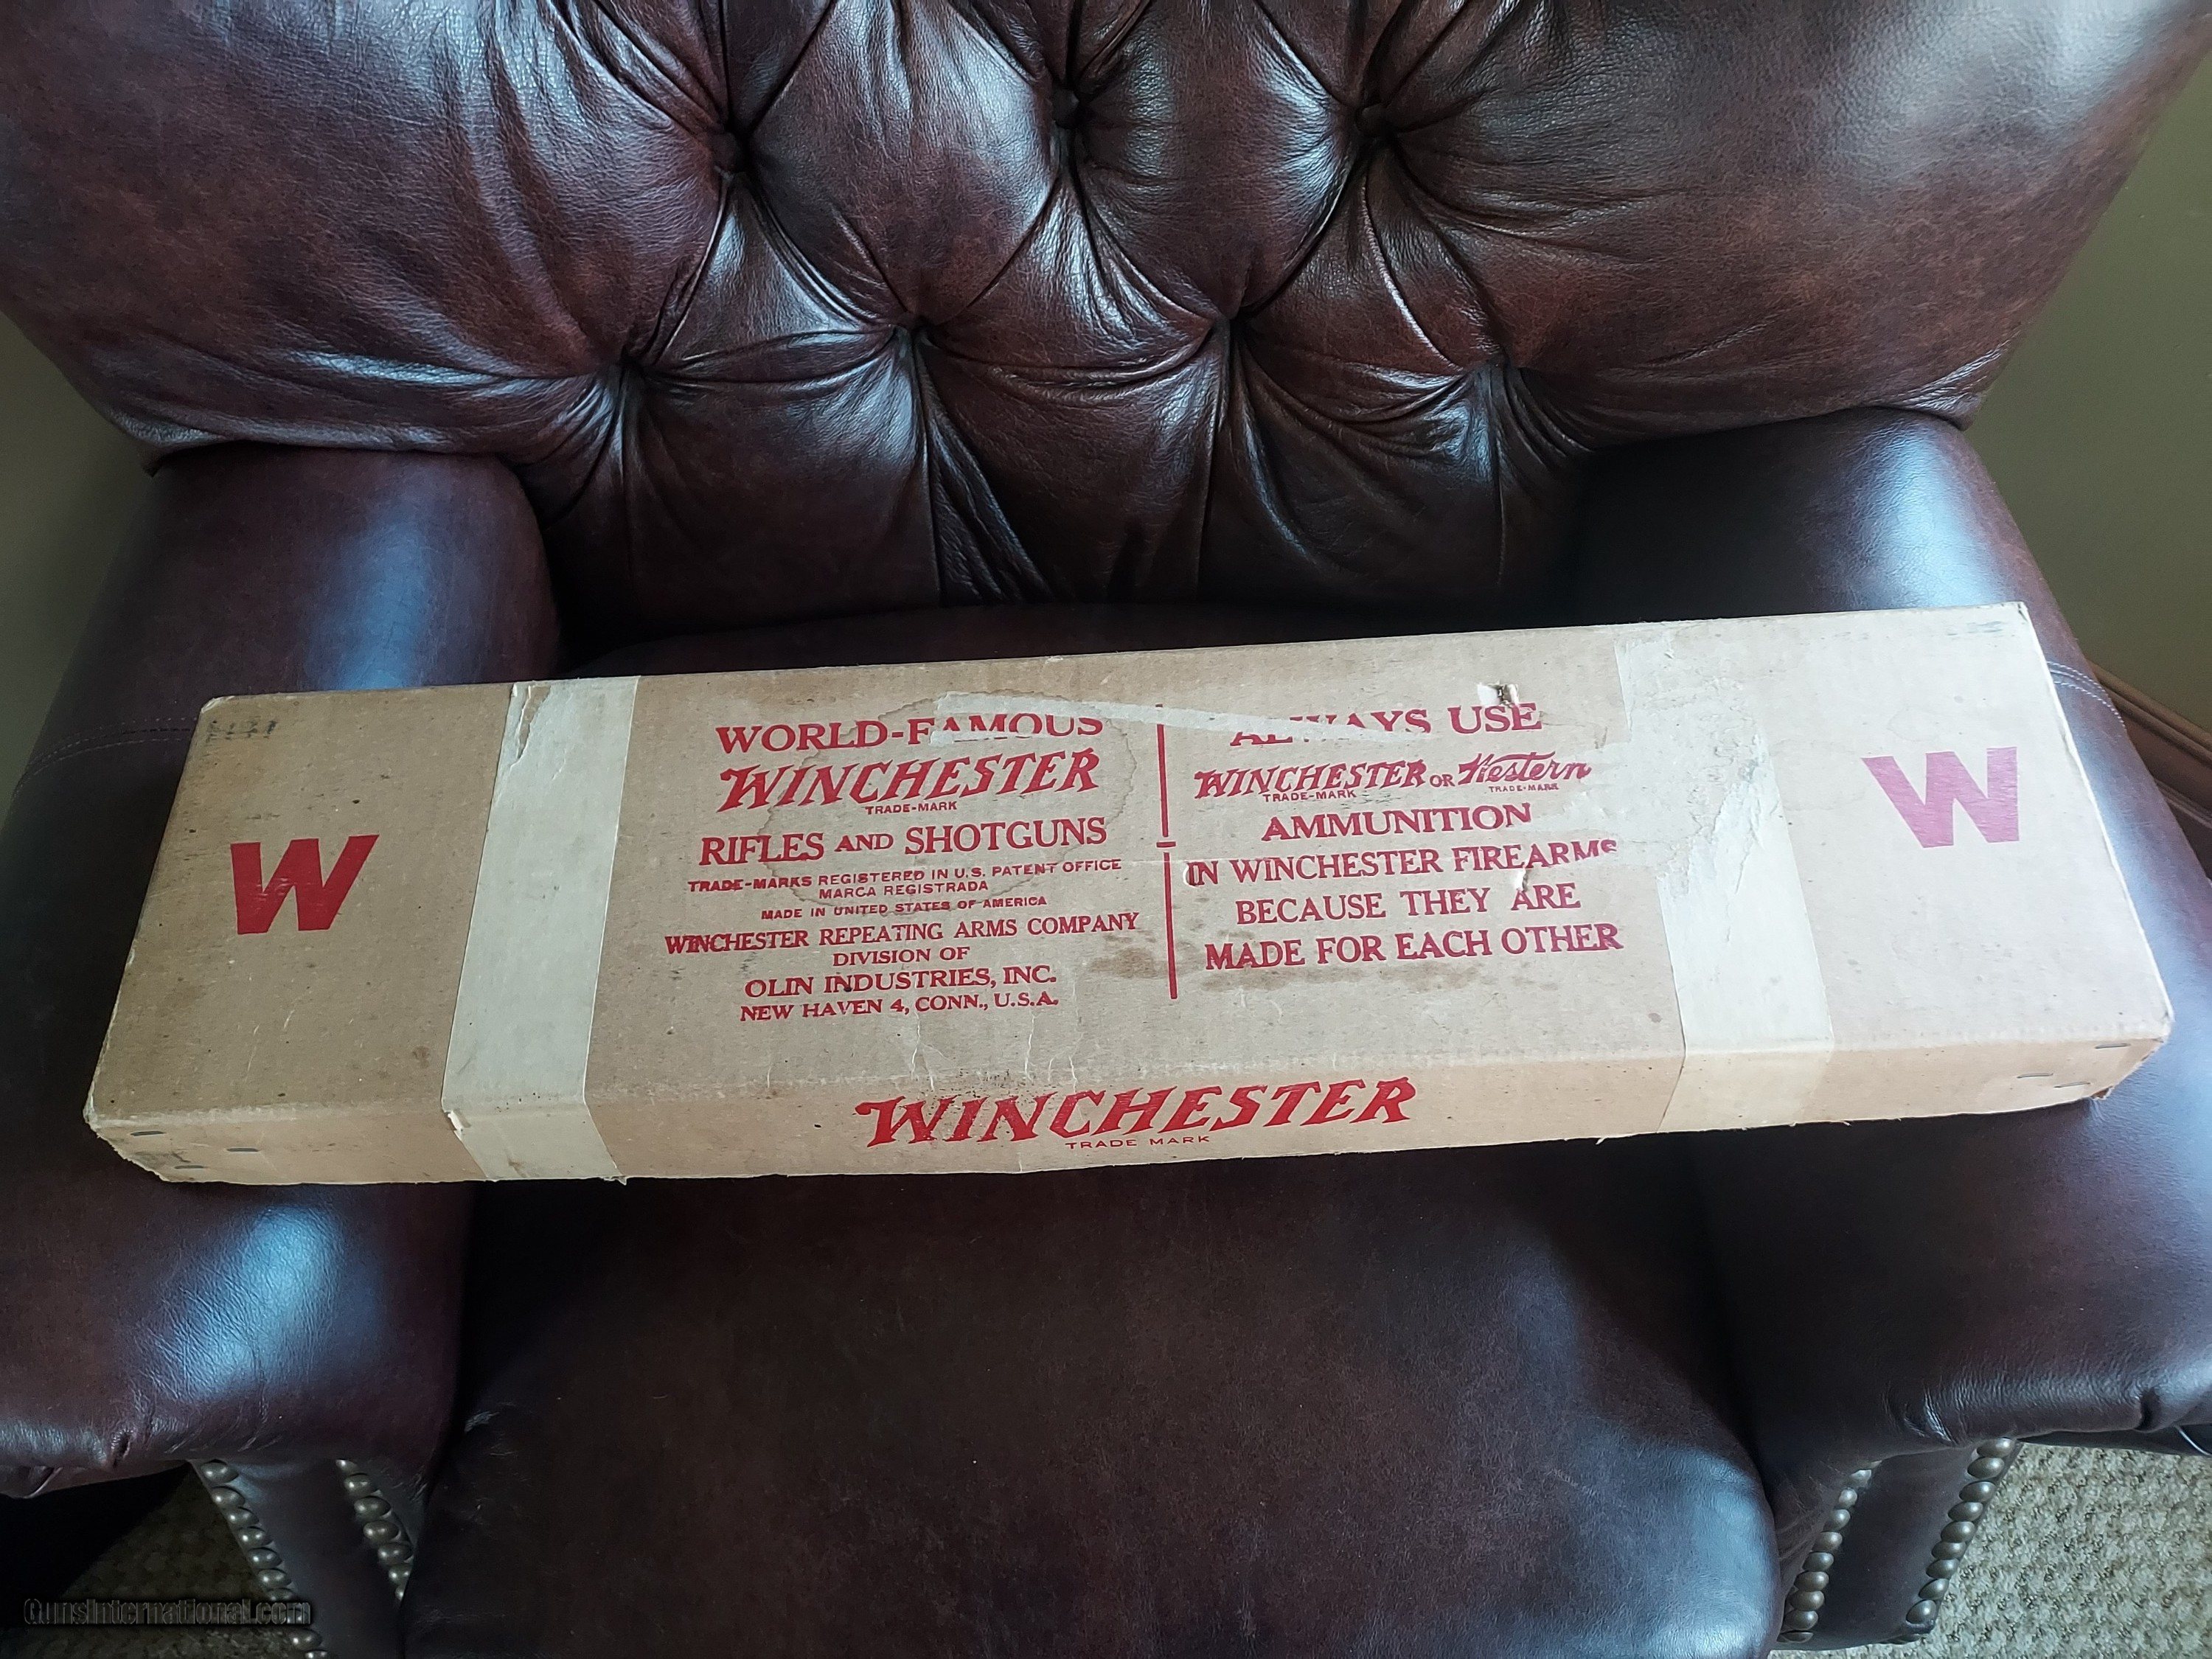 W
WORLD-FAMOUS
WINCHESTER
TRADE-MARK
RIFLES AND SHOTGUNS
TRADE-MARKS REGISTERED IN U.S. PATENT OFFICE
MARCA REGISTRADA
MADE IN UNITED STATES OF AMERICA
WINCHESTER REPEATING ARMS COMPANY
DIVISION OF
OLIN INDUSTRIES, INC.
NEW HAVEN 4, CONN., U.S.A.
ALWAYS USE
WINCHESTER OR Western
TRADE-MARK TRADE-MARK
AMMUNITION
IN WINCHESTER FIREARMS
BECAUSE THEY ARE
MADE FOR EACH OTHER
W
WINCHESTER
TRADE MARK
GunsInternational.com